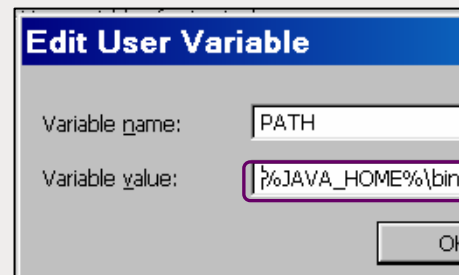 Edit User Variable
Variable name: PATH
Variable value: %JAVA_HOME%\bin